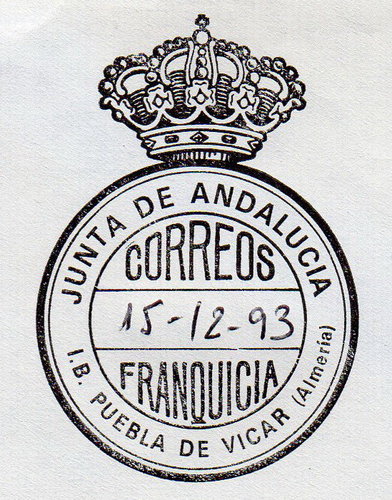 JUNTA DE ANDALUCIA
CORREOS
15-12-93
FRANQUICIA
I.B. PUEBLA DE VICAR (Almería)